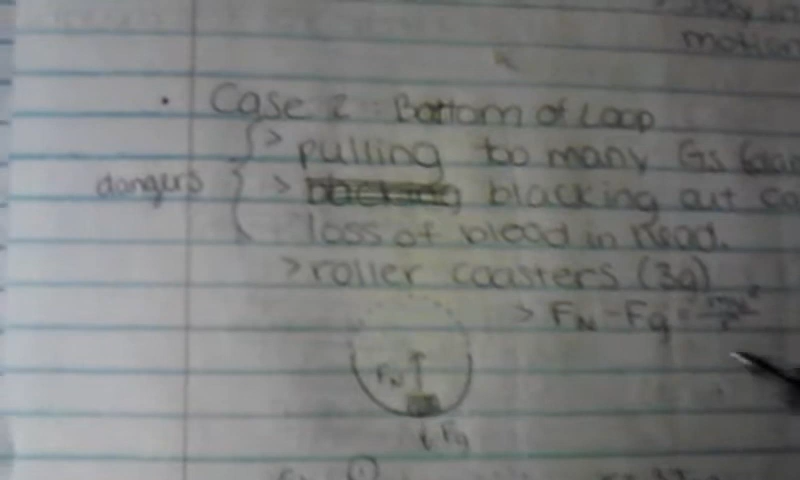 motion
• Case 2: Bottom of Loop
> pulling too many Gs
dangers > blacking out
loss of blood in head.
> roller coasters (3g)
> FN - Fg =
FN
Fg